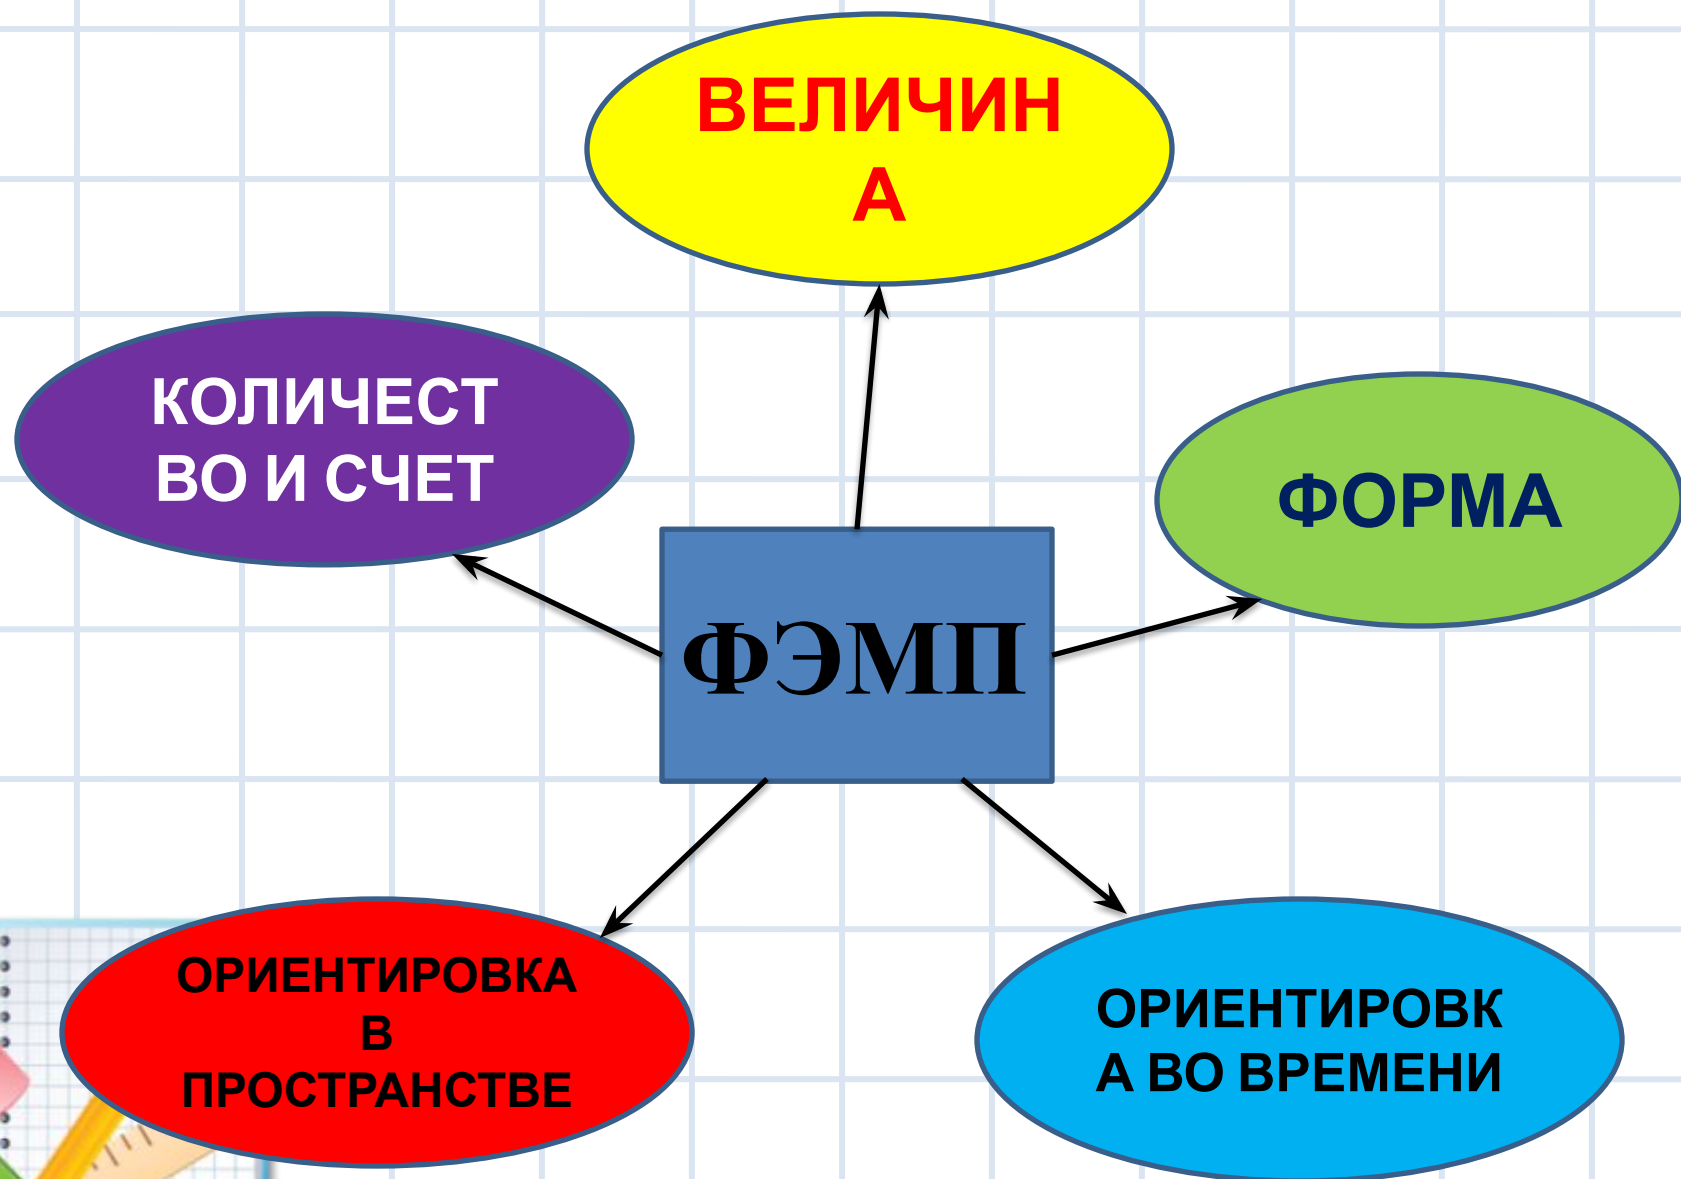 ВЕЛИЧИН
А
КОЛИЧЕСТ
ВО И СЧЕТ
ФОРМА
ФЭМП
ОРИЕНТИРОВКА
В
ПРОСТРАНСТВЕ
ОРИЕНТИРОВК
А ВО ВРЕМЕНИ